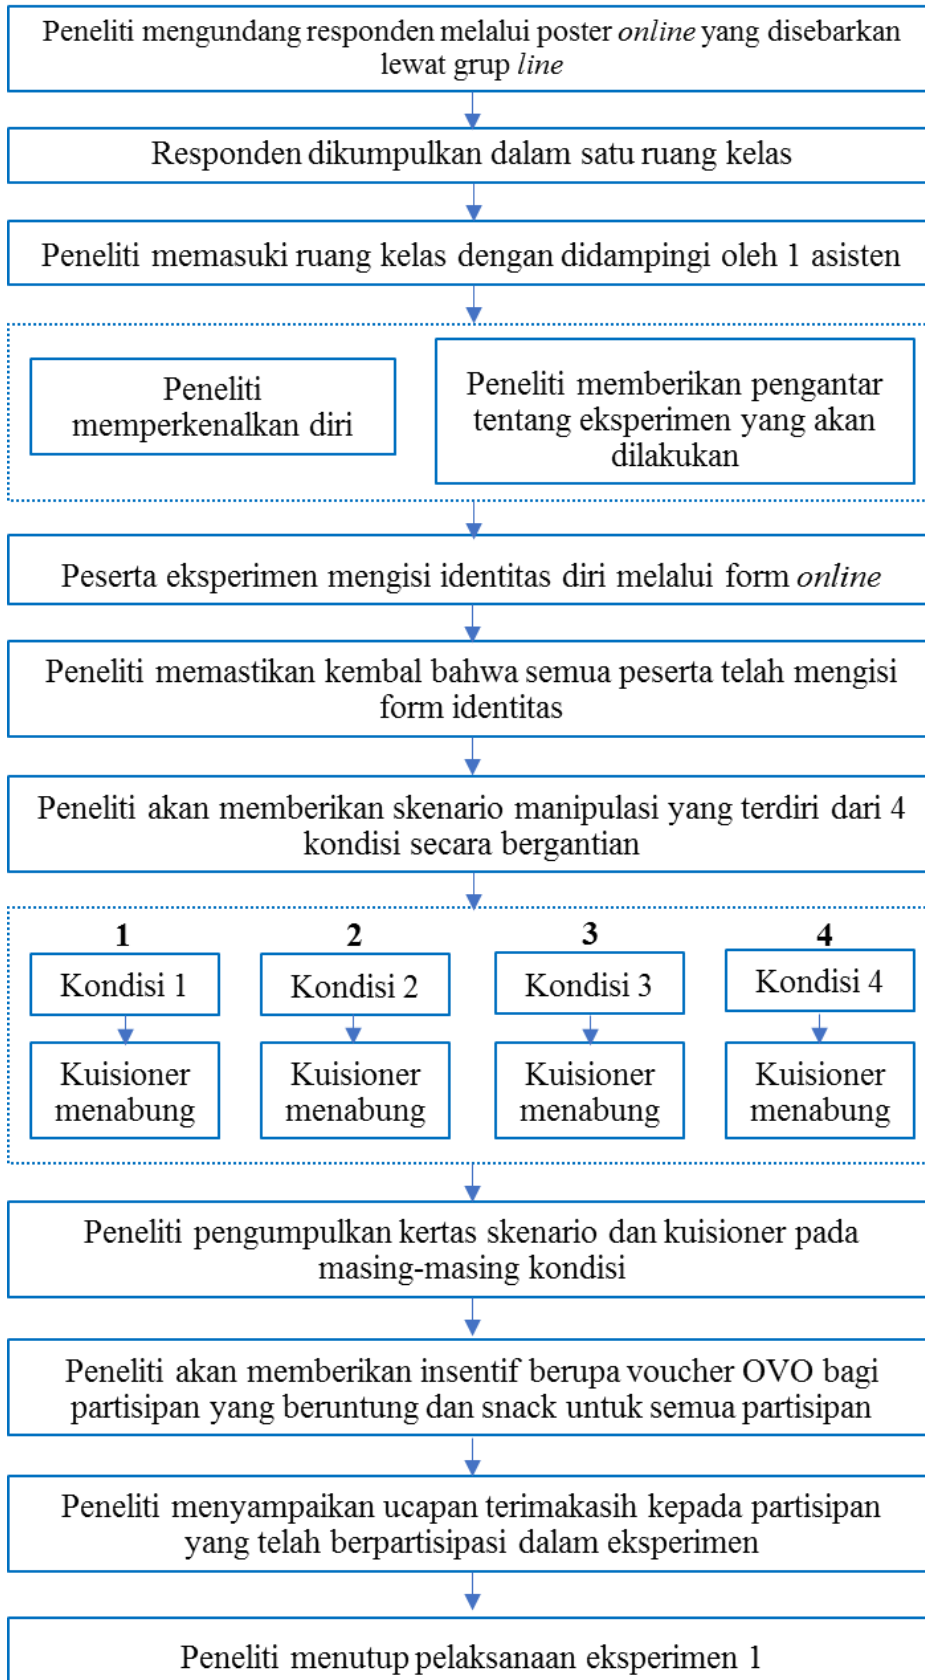 Peneliti mengundang responden melalui poster online yang disebarkan
lewat grup line
Responden dikumpulkan dalam satu ruang kelas
Peneliti memasuki ruang kelas dengan didampingi oleh 1 asisten
Peneliti
memperkenalkan diri
Peneliti memberikan pengantar
tentang eksperimen yang akan
dilakukan
Peserta eksperimen mengisi identitas diri melalui form online
Peneliti memastikan kembal bahwa semua peserta telah mengisi
form identitas
Peneliti akan memberikan skenario manipulasi yang terdiri dari 4
kondisi secara bergantian
1
Kondisi 1
Kuisioner
menabung
2
Kondisi 2
Kuisioner
menabung
3
Kondisi 3
Kuisioner
menabung
4
Kondisi 4
Kuisioner
menabung
Peneliti pengumpulkan kertas skenario dan kuisioner pada
masing-masing kondisi
Peneliti akan memberikan insentif berupa voucher OVO bagi
partisipan yang beruntung dan snack untuk semua partisipan
Peneliti menyampaikan ucapan terimakasih kepada partisipan
yang telah berpartisipasi dalam eksperimen
Peneliti menutup pelaksanaan eksperimen 1